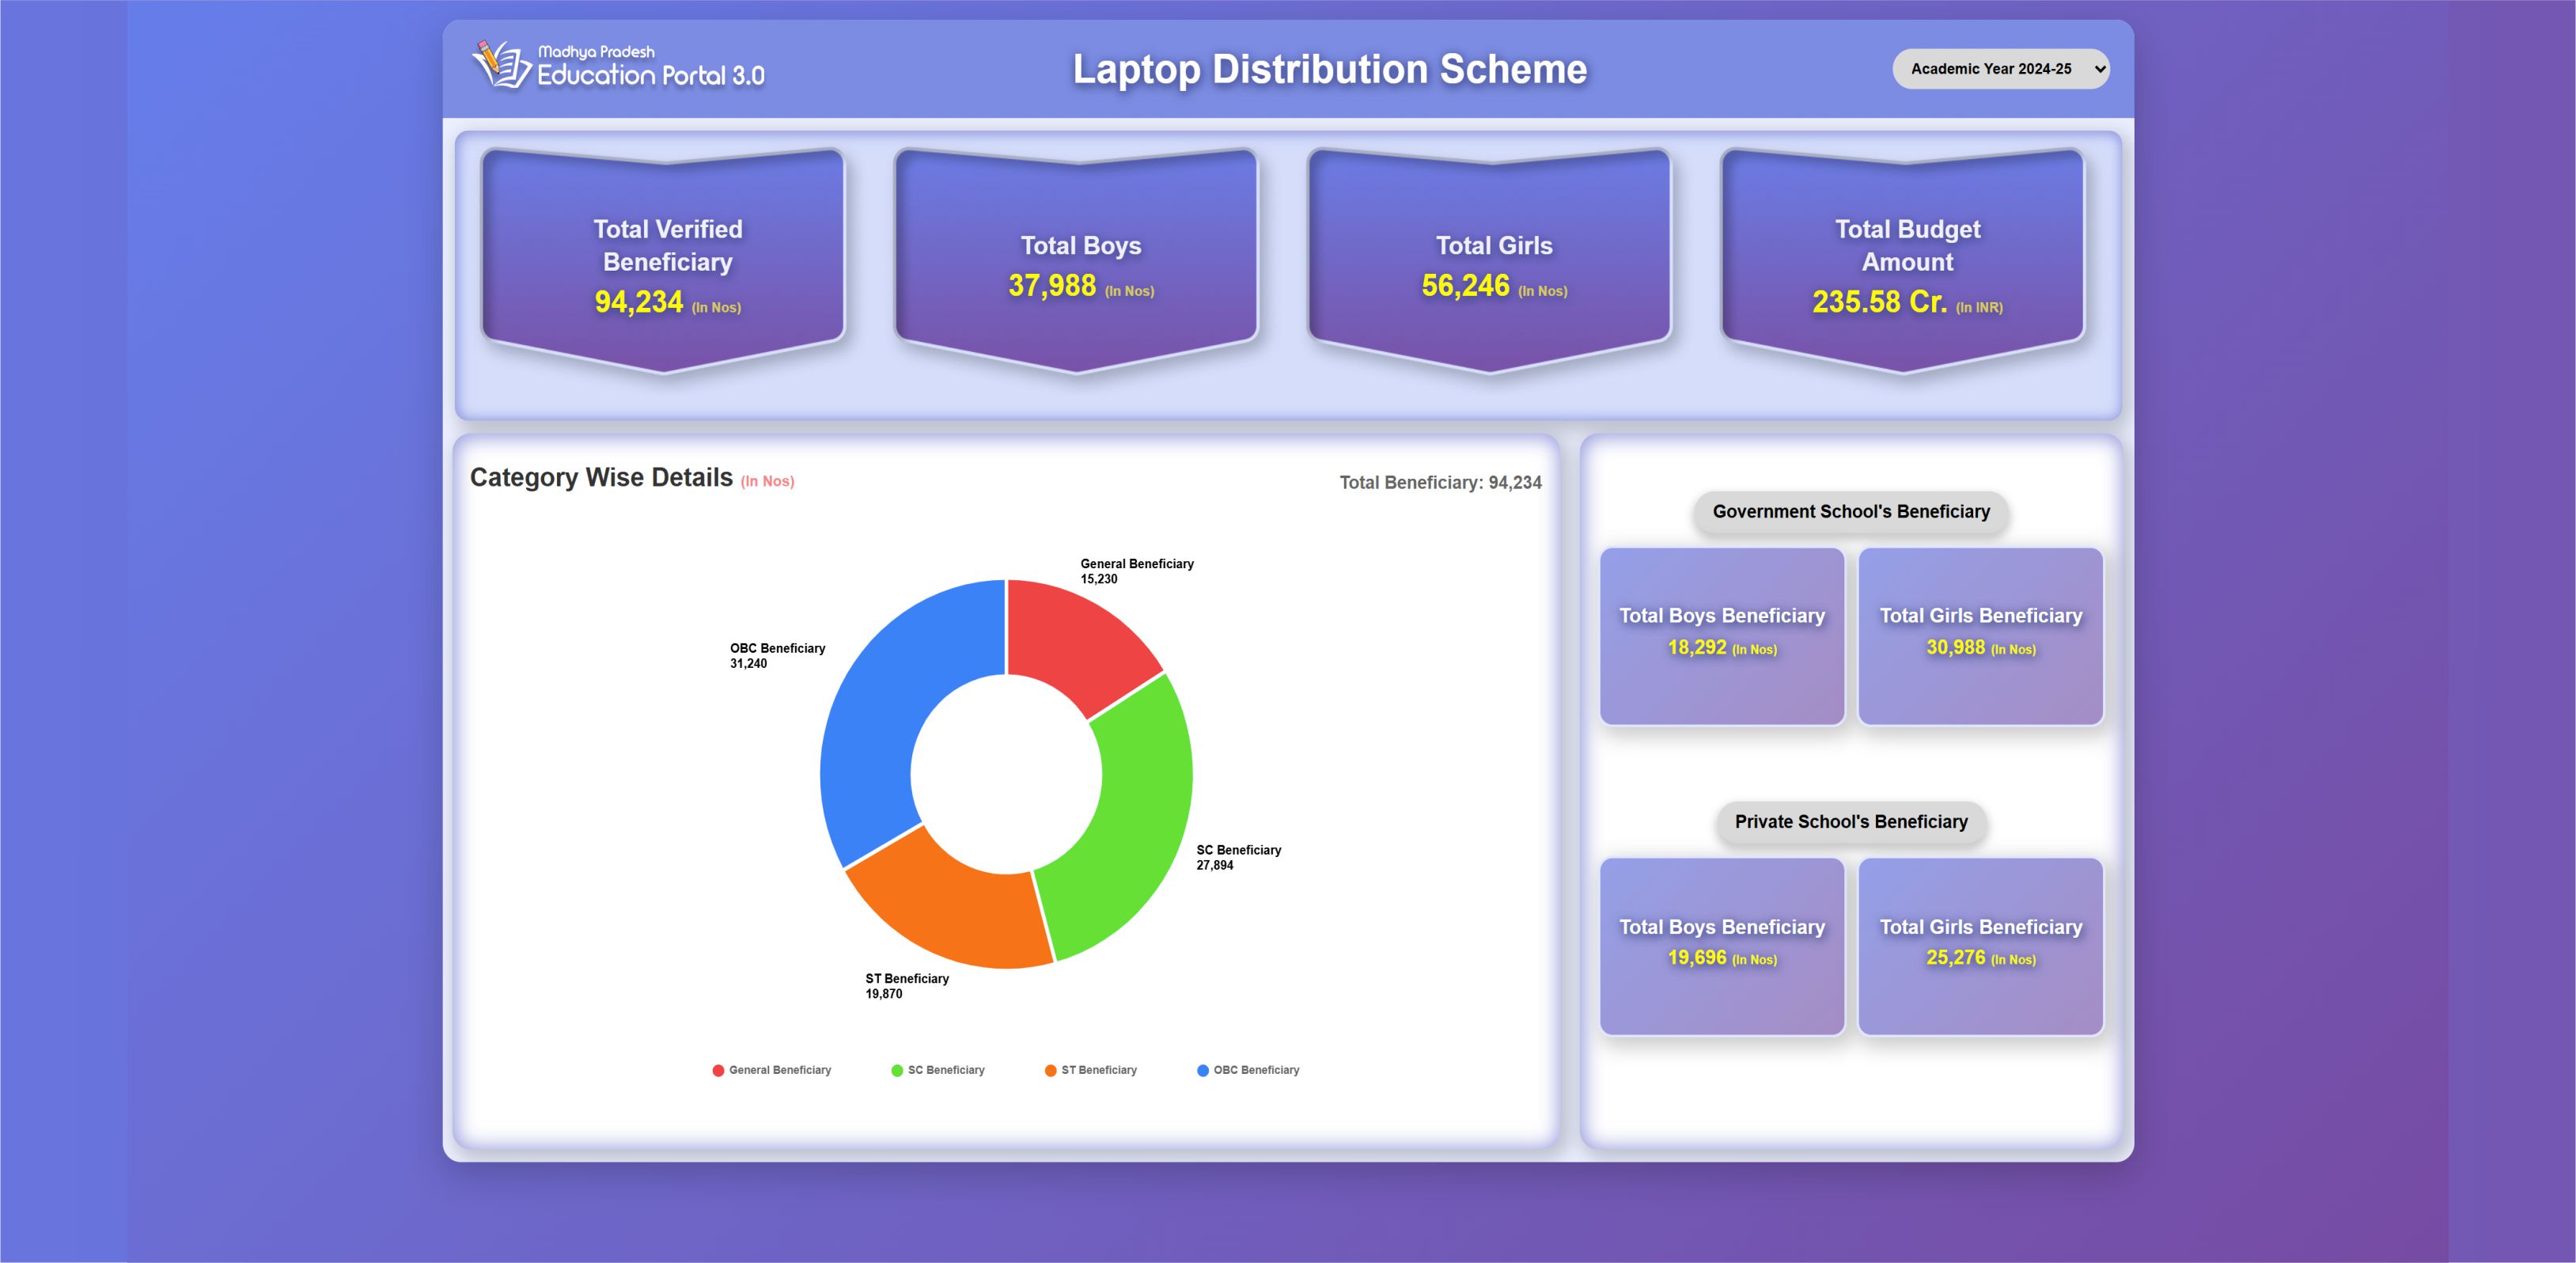 Madhya Pradesh
Education Portal 3.0
Laptop Distribution Scheme
Academic Year 2024-25
Total Verified
Beneficiary
94,234 (In Nos)
Total Boys
37,988 (In Nos)
Total Girls
56,246 (In Nos)
Total Budget
Amount
235.58 Cr. (In INR)
Category Wise Details (In Nos)
Total Beneficiary: 94,234
General Beneficiary
15,230
OBC Beneficiary
31,240
SC Beneficiary
27,894
ST Beneficiary
19,870
General Beneficiary
SC Beneficiary
ST Beneficiary
OBC Beneficiary
Government School's Beneficiary
Total Boys Beneficiary
18,292 (In Nos)
Total Girls Beneficiary
30,988 (In Nos)
Private School's Beneficiary
Total Boys Beneficiary
19,696 (In Nos)
Total Girls Beneficiary
25,276 (In Nos)